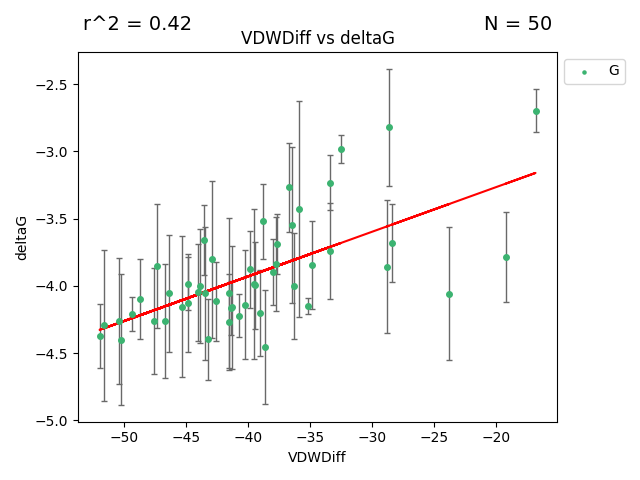 r^2 = 0.42
N = 50
VDWDiff vs deltaG
G
−2.5
−3.0
−3.5
−4.0
−4.5
−5.0
deltaG
−50
−45
−40
−35
−30
−25
−20
VDWDiff